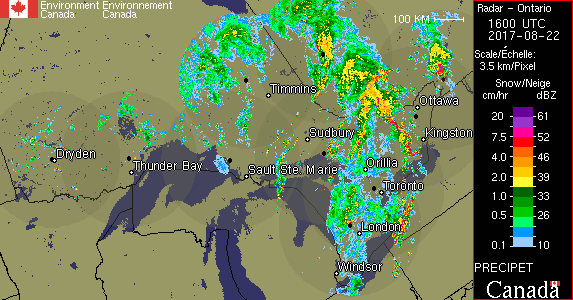 Environment Environnement
Canada Canada
100 KM
Timmins
Ottawa
Sudbury
Kingston
Dryden
Thunder Bay
Sault Ste. Marie
Orillia
Toronto
London
Windsor
Radar - Ontario
1600 UTC
2017-08-22
Scale/Échelle:
3.5 km/Pixel
Snow/Neige
cm/hr dBZ
20 61
7.5 52
4.0 46
2.0 39
1.0 33
0.5 26
0.1 10
PRECIPET
Canada